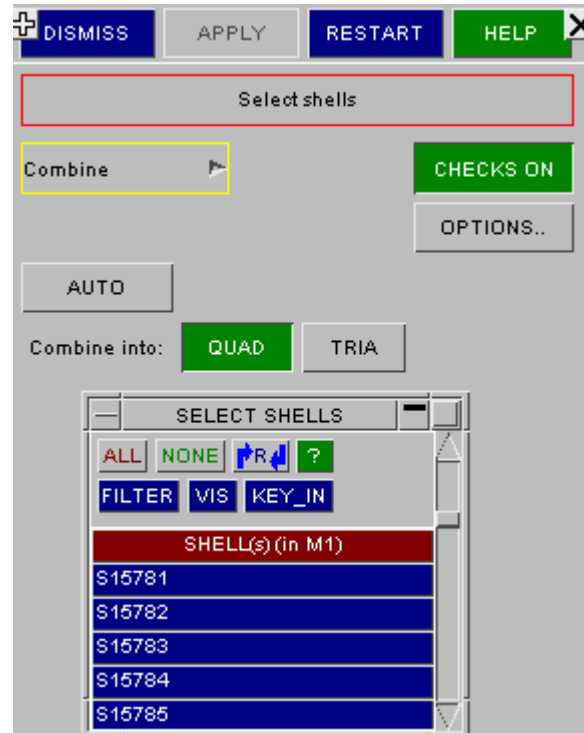 DISMISS APPLY RESTART HELP X
Select shells
Combine CHECKS ON
OPTIONS..
AUTO
Combine into: QUAD TRIA
SELECT SHELLS
ALL NONE R ?
FILTER VIS KEY_IN
SHELL(s) (in M1)
S15781
S15782
S15783
S15784
S15785